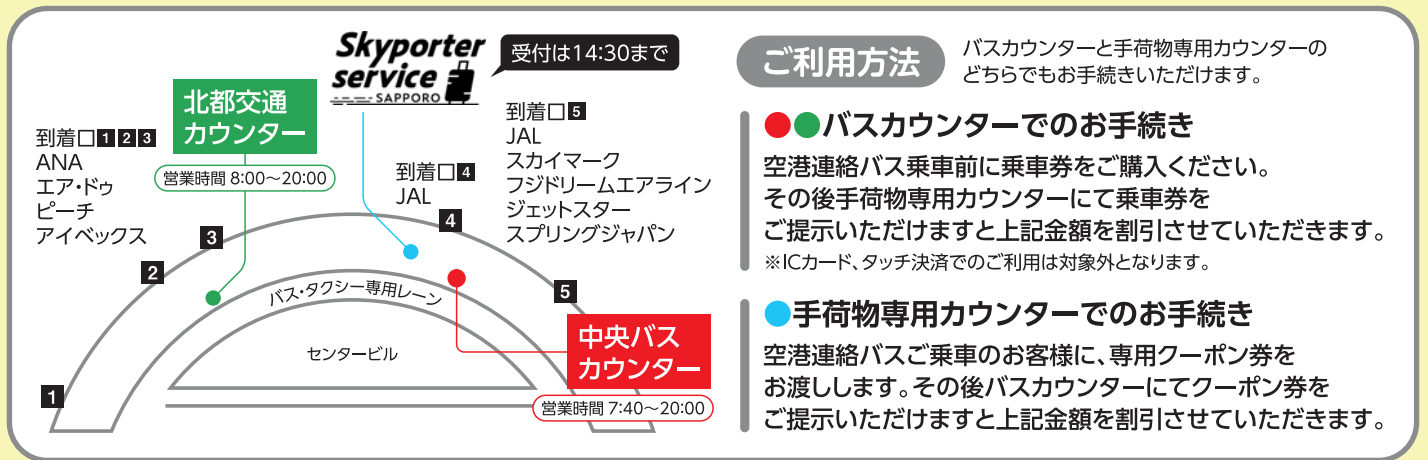 Skyporter
service
SAPPORO
受付は14:30まで
北都交通
カウンター
営業時間 8:00〜20:00
到着口1 2 3
ANA
エア・ドゥ
ピーチ
アイベックス
到着口4
JAL
到着口5
JAL
スカイマーク
フジドリームエアライン
ジェットスター
スプリングジャパン
1
2
3
4
5
バス・タクシー専用レーン
センタービル
中央バス
カウンター
営業時間 7:40〜20:00
ご利用方法
バスカウンターと手荷物専用カウンターの
どちらでもお手続きいただけます。
●●バスカウンターでのお手続き
空港連絡バス乗車前に乗車券をご購入ください。
その後手荷物専用カウンターにて乗車券を
ご提示いただけますと上記金額を割引させていただきます。
※ICカード、タッチ決済でのご利用は対象外となります。
●手荷物専用カウンターでのお手続き
空港連絡バスご乗車のお客様に、専用クーポン券を
お渡しします。その後バスカウンターにてクーポン券を
ご提示いただけますと上記金額を割引させていただきます。